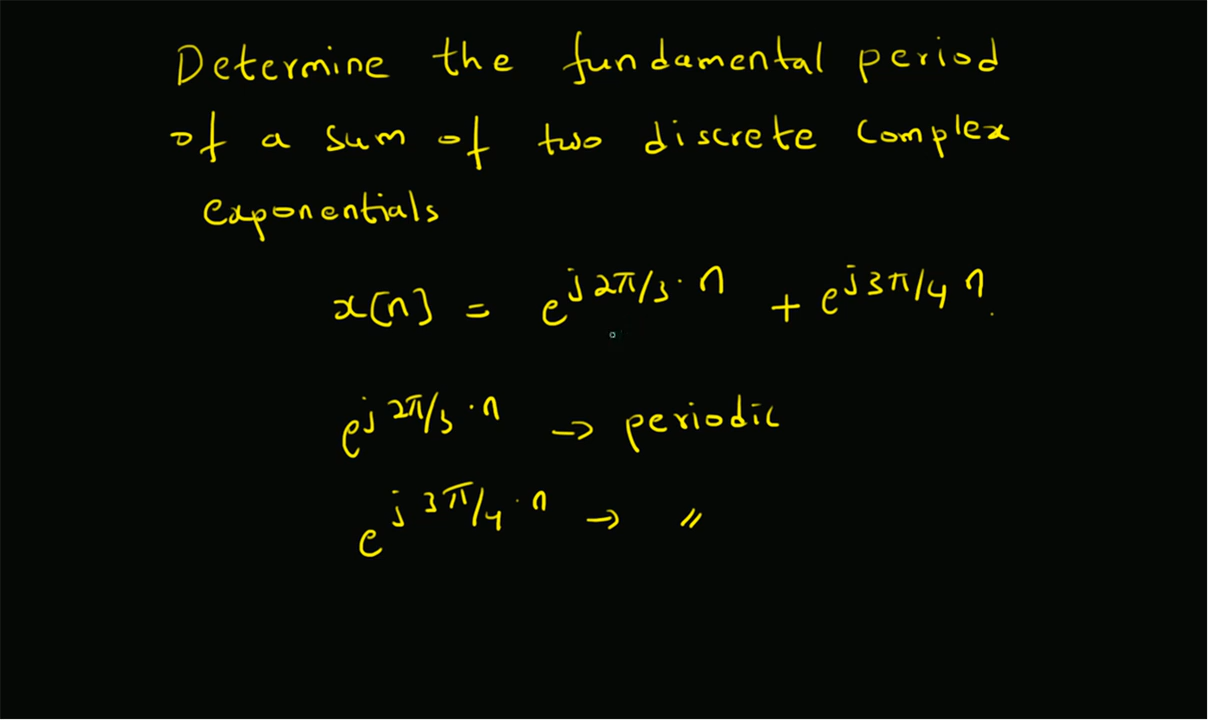 Determine the fundamental period
of a sum of two discrete complex
exponentials
x[n] = e^{j2π/3·n} + e^{j3π/4 n}.
e^{j2π/3·n} → periodic
e^{j3π/4·n} → "